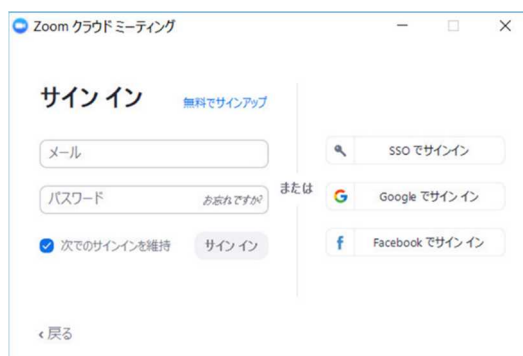 Zoom クラウド ミーティング
サイン イン
無料でサインアップ
メール
パスワード
お忘れですか?
次でのサインインを維持
サイン イン
または
SSO でサインイン
Google でサイン イン
Facebook でサイン イン
‹ 戻る